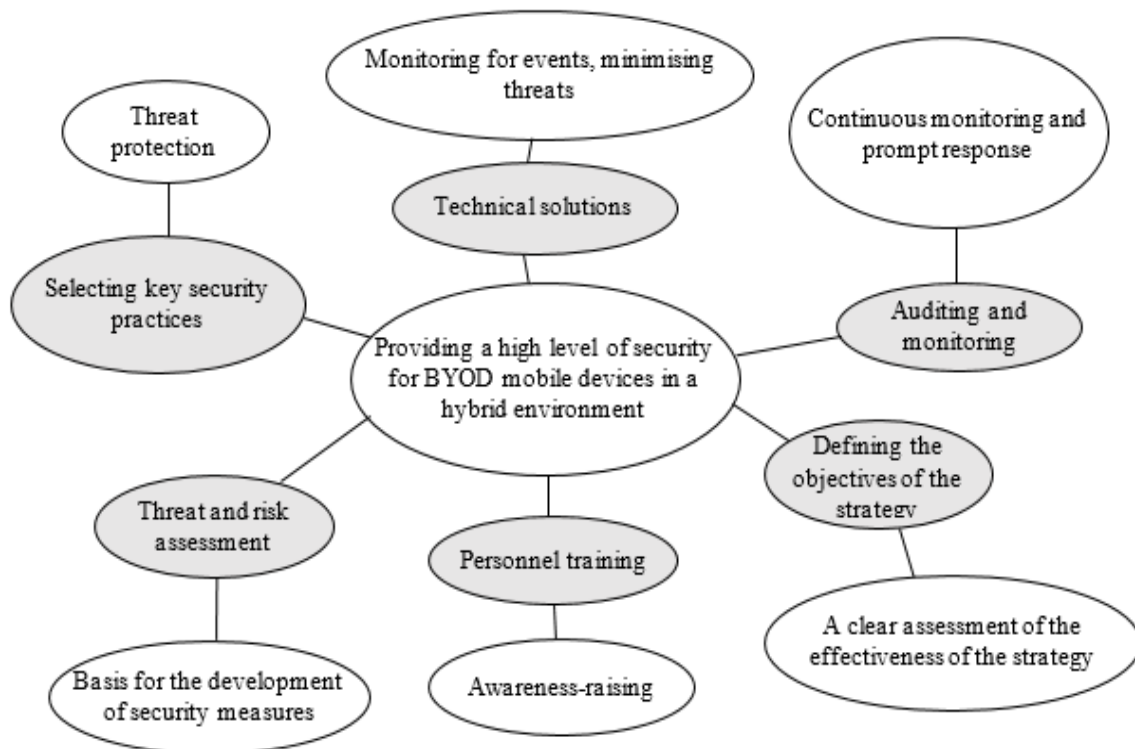 Monitoring for events, minimising
threats
Threat
protection
Continuous monitoring and
prompt response
Technical solutions
Selecting key security
practices
Auditing and
monitoring
Providing a high level of security
for BYOD mobile devices in a
hybrid environment
Defining the
objectives of the
strategy
Threat and risk
assessment
Personnel training
A clear assessment of the
effectiveness of the strategy
Basis for the development
of security measures
Awareness-raising